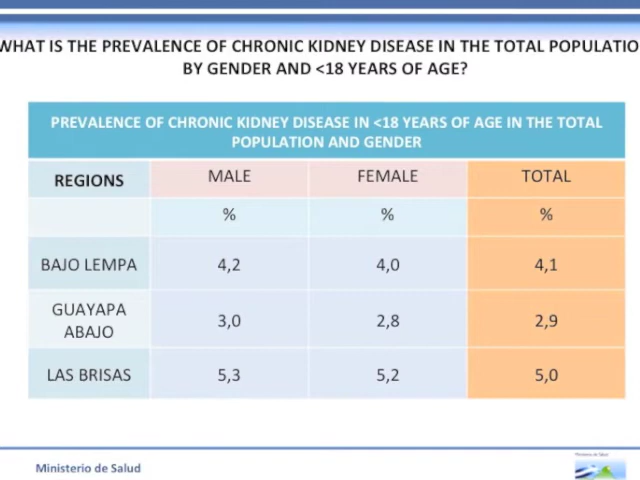 WHAT IS THE PREVALENCE OF CHRONIC KIDNEY DISEASE IN THE TOTAL POPULATIO
BY GENDER AND <18 YEARS OF AGE?
PREVALENCE OF CHRONIC KIDNEY DISEASE IN <18 YEARS OF AGE IN THE TOTAL
POPULATION AND GENDER
REGIONS MALE FEMALE TOTAL
% % %
BAJO LEMPA 4,2 4,0 4,1
GUAYAPA
ABAJO 3,0 2,8 2,9
LAS BRISAS 5,3 5,2 5,0
Ministerio de Salud
Ministerio de Salud